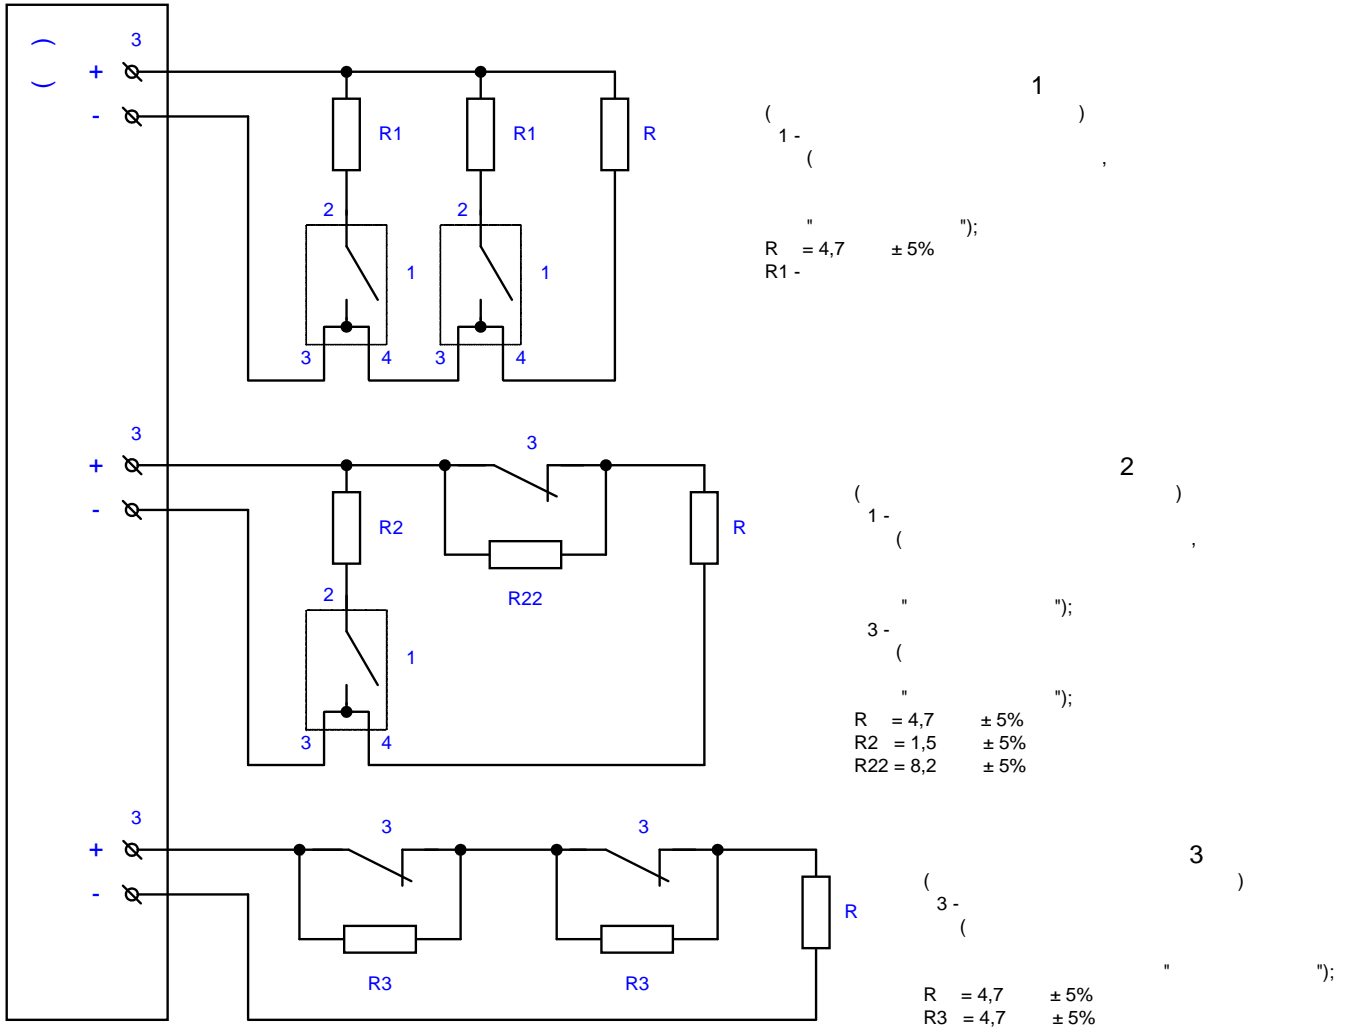 3
( )
+
-
R1
R1
R
2
2
1
1
3
4
3
4
1
( )
1 -
( ,
" ");
R = 4,7 ± 5%
R1 -
3
+
-
3
R2
R
R22
2
1
3
4
2
( )
1 -
( ,
" ");
3 -
(
" ");
R = 4,7 ± 5%
R2 = 1,5 ± 5%
R22 = 8,2 ± 5%
3
+
-
3
3
R
R3
R3
3
( )
3 -
(
" ");
R = 4,7 ± 5%
R3 = 4,7 ± 5%